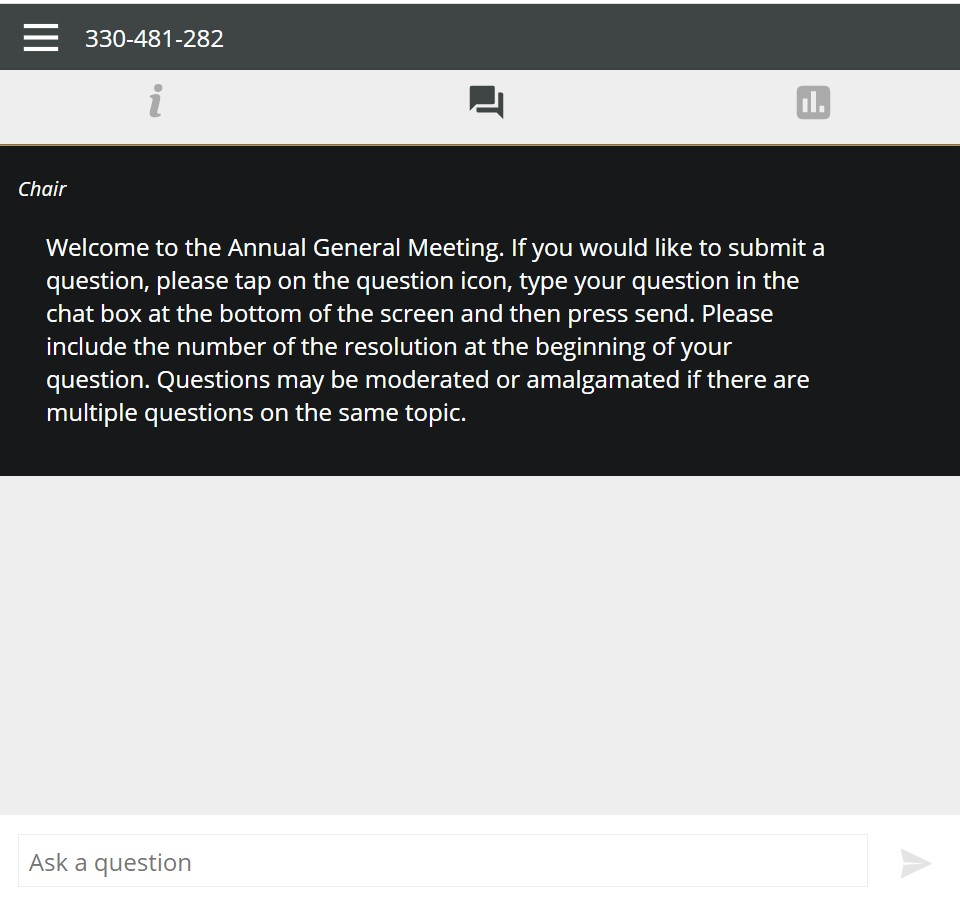 330-481-282
Chair
Welcome to the Annual General Meeting. If you would like to submit a
question, please tap on the question icon, type your question in the
chat box at the bottom of the screen and then press send. Please
include the number of the resolution at the beginning of your
question. Questions may be moderated or amalgamated if there are
multiple questions on the same topic.
Ask a question